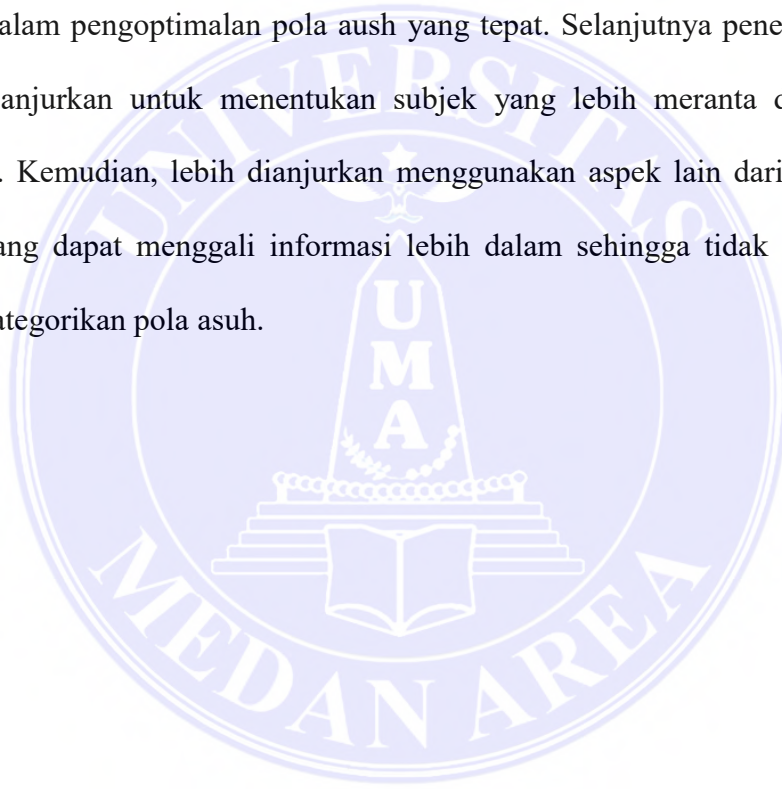 alam pengoptimalan pola aush yang tepat. Selanjutnya pene
anjurkan untuk menentukan subjek yang lebih meranta d
. Kemudian, lebih dianjurkan menggunakan aspek lain dari
ang dapat menggali informasi lebih dalam sehingga tidak
ategorikan pola asuh.
UNIVERSITAS
U
M
A
MEDAN AREA